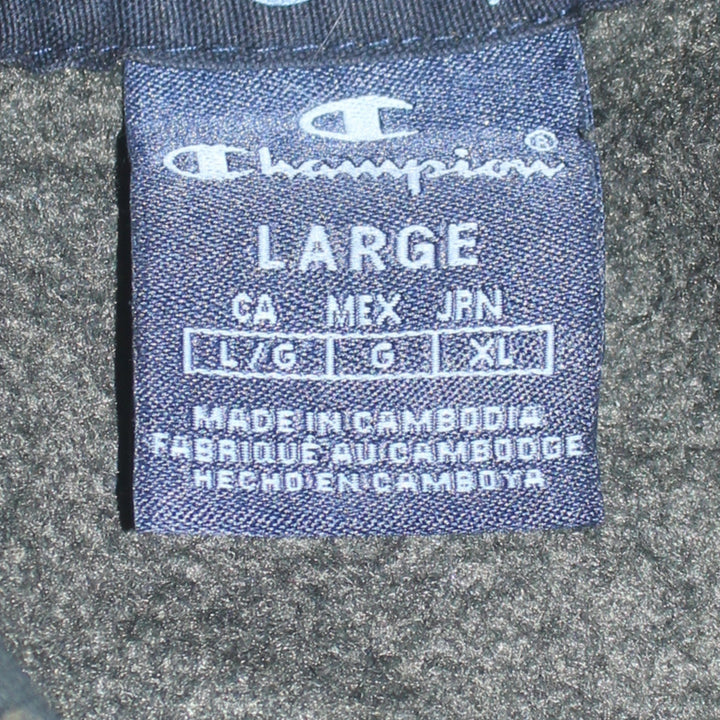 Champion®
LARGE
CA MEX JPN
L/G G XL
MADE IN CAMBODIA
FABRIQUÉ AU CAMBODGE
HECHO EN CAMBOYA